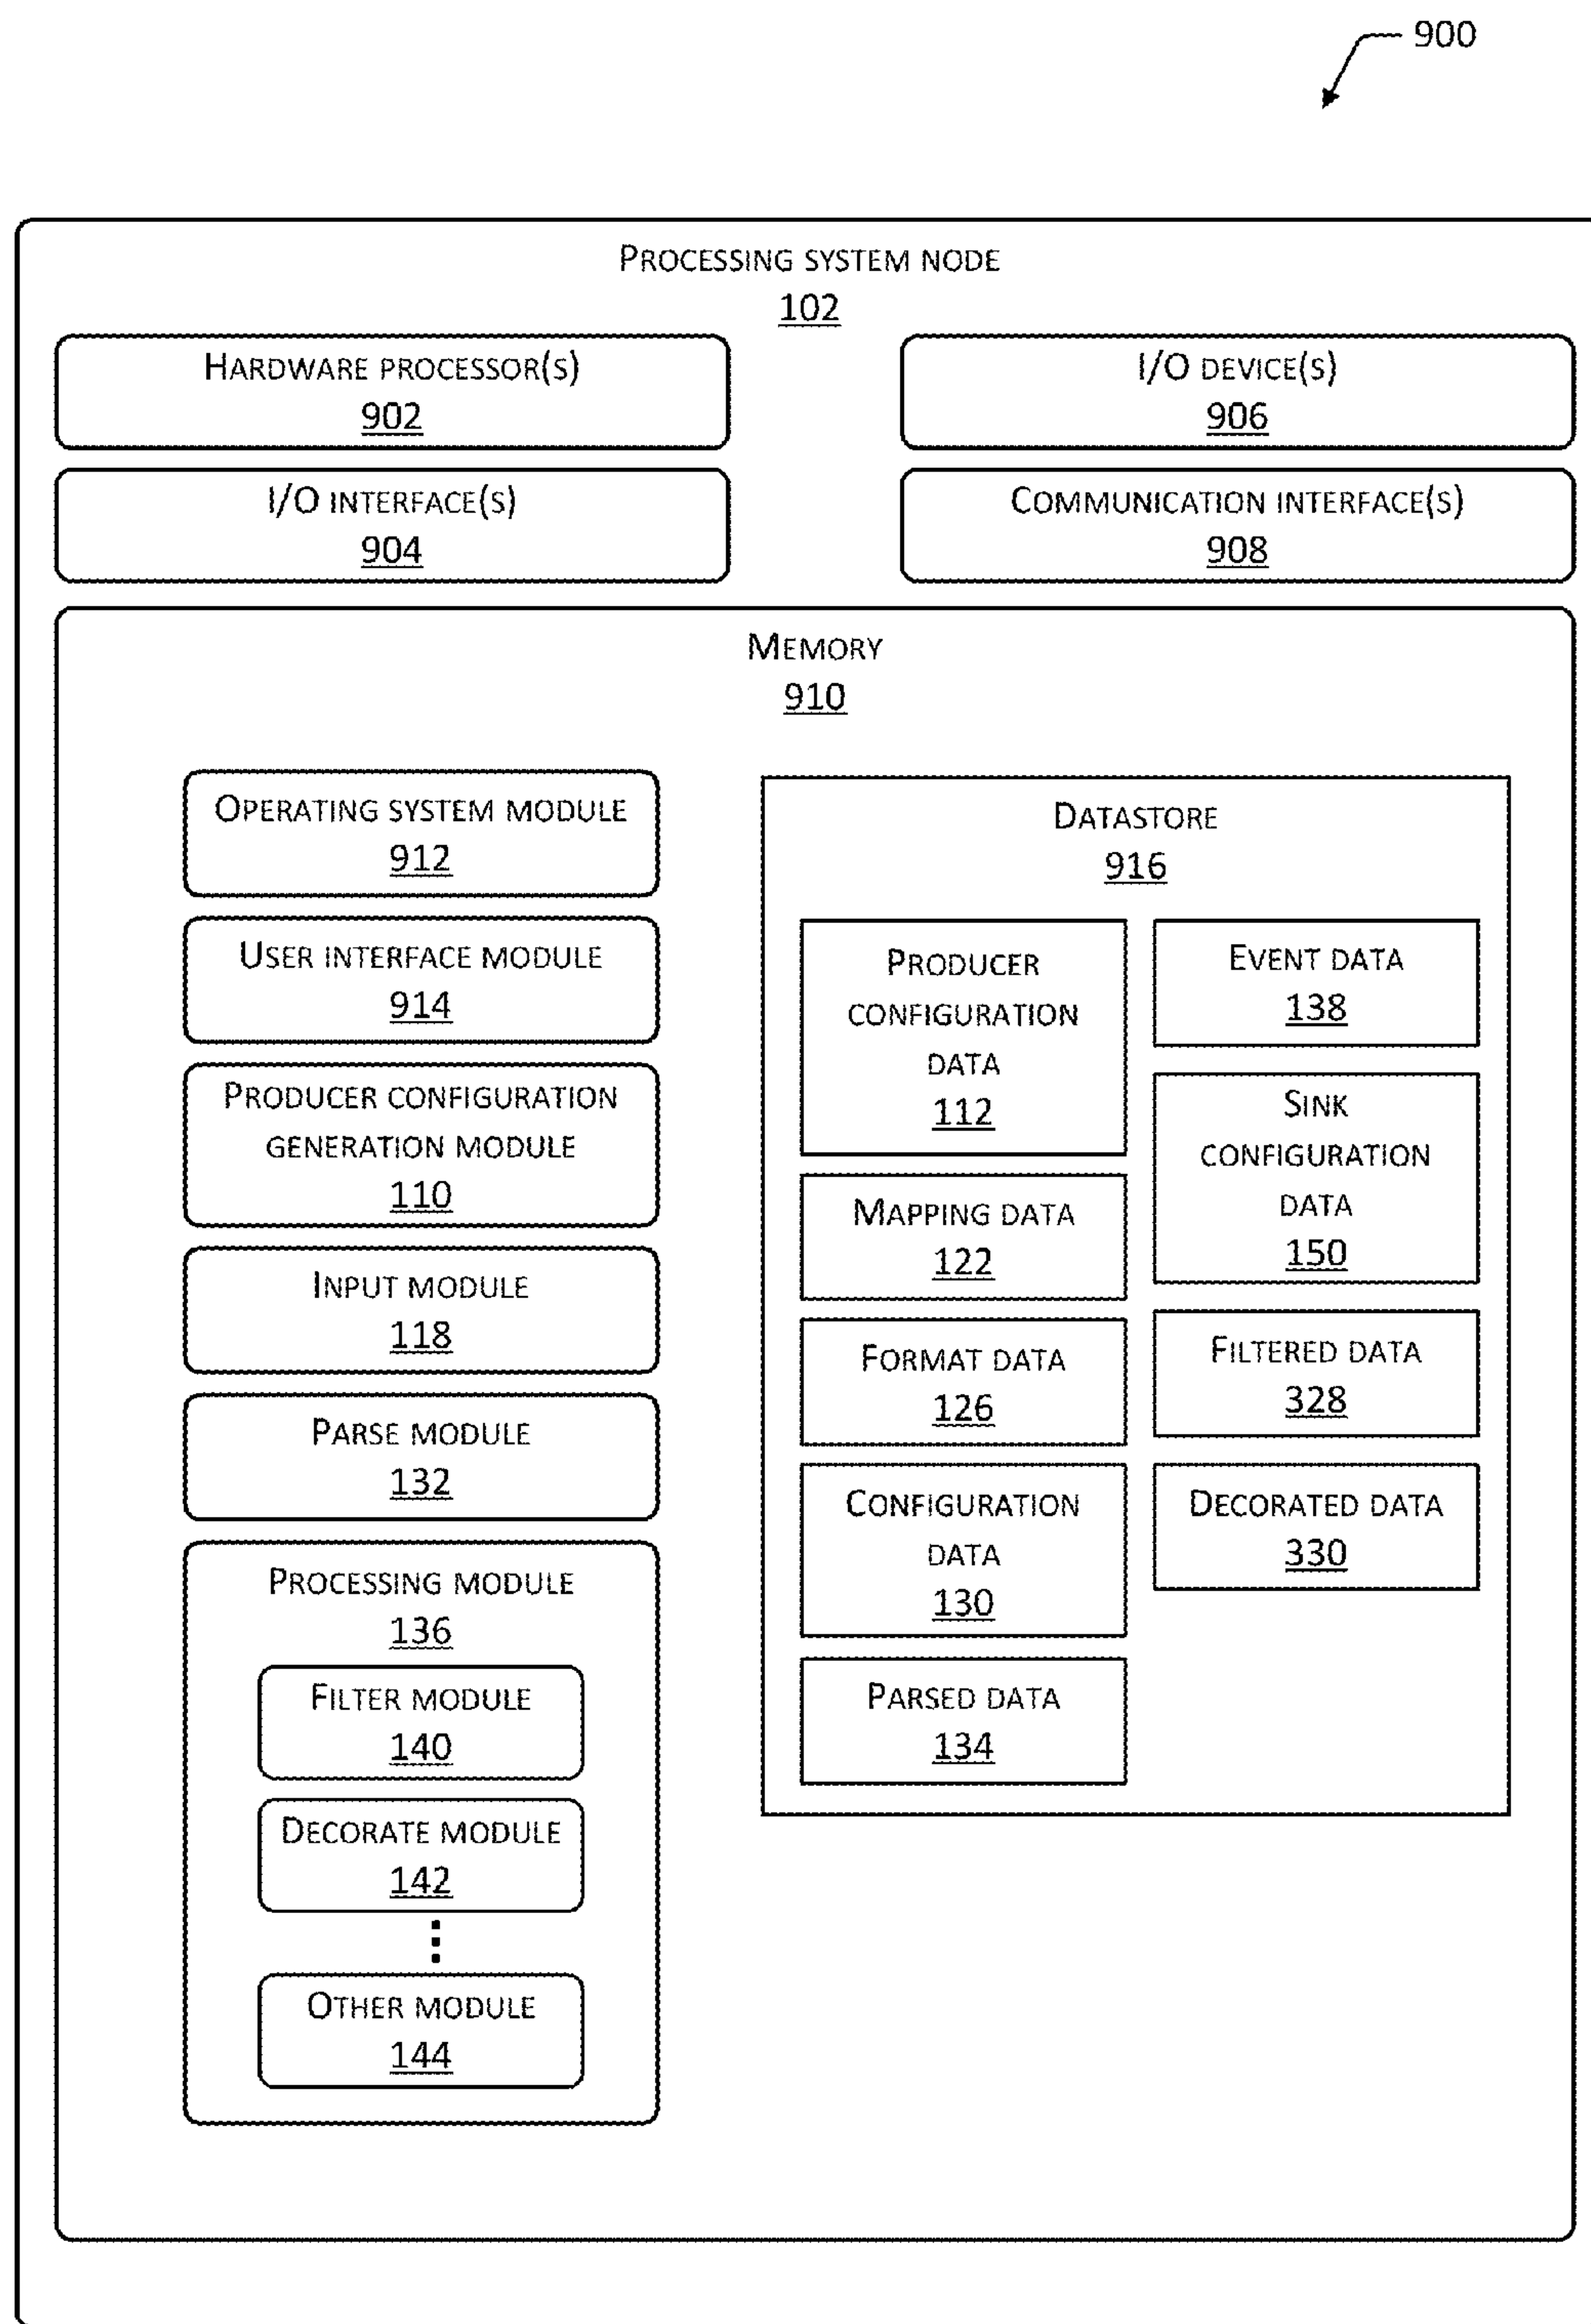 900
PROCESSING SYSTEM NODE
102
HARDWARE PROCESSOR(S)
902
I/O DEVICE(S)
906
I/O INTERFACE(S)
904
COMMUNICATION INTERFACE(S)
908
MEMORY
910
OPERATING SYSTEM MODULE
912
USER INTERFACE MODULE
914
PRODUCER CONFIGURATION
GENERATION MODULE
110
INPUT MODULE
118
PARSE MODULE
132
PROCESSING MODULE
136
FILTER MODULE
140
DECORATE MODULE
142
OTHER MODULE
144
DATASTORE
916
PRODUCER
CONFIGURATION
DATA
112
MAPPING DATA
122
FORMAT DATA
126
CONFIGURATION
DATA
130
PARSED DATA
134
EVENT DATA
138
SINK
CONFIGURATION
DATA
150
FILTERED DATA
328
DECORATED DATA
330